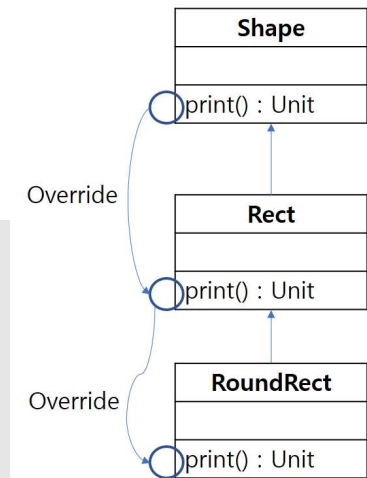 Shape
print() : Unit
Override
Rect
print() : Unit
RoundRect
Override
print() : Unit